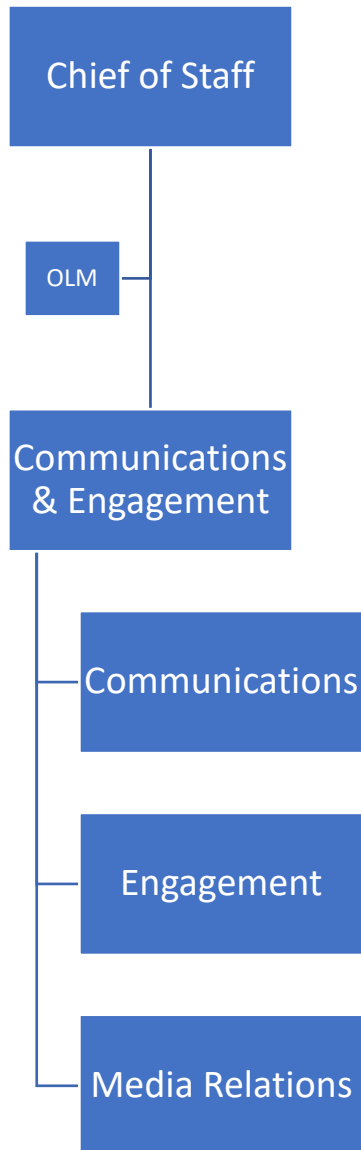 Chief of Staff
OLM
Communications
& Engagement
Communications
Engagement
Media Relations